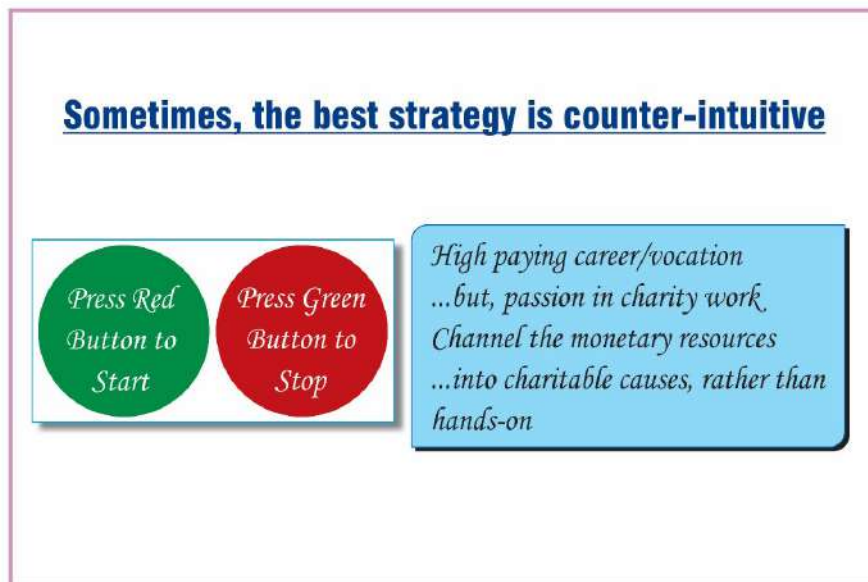 Sometimes, the best strategy is counter-intuitive
Press Red
Button to
Start
Press Green
Button to
Stop
High paying career/vocation
...but, passion in charity work
Channel the monetary resources
...into charitable causes, rather than
hands-on